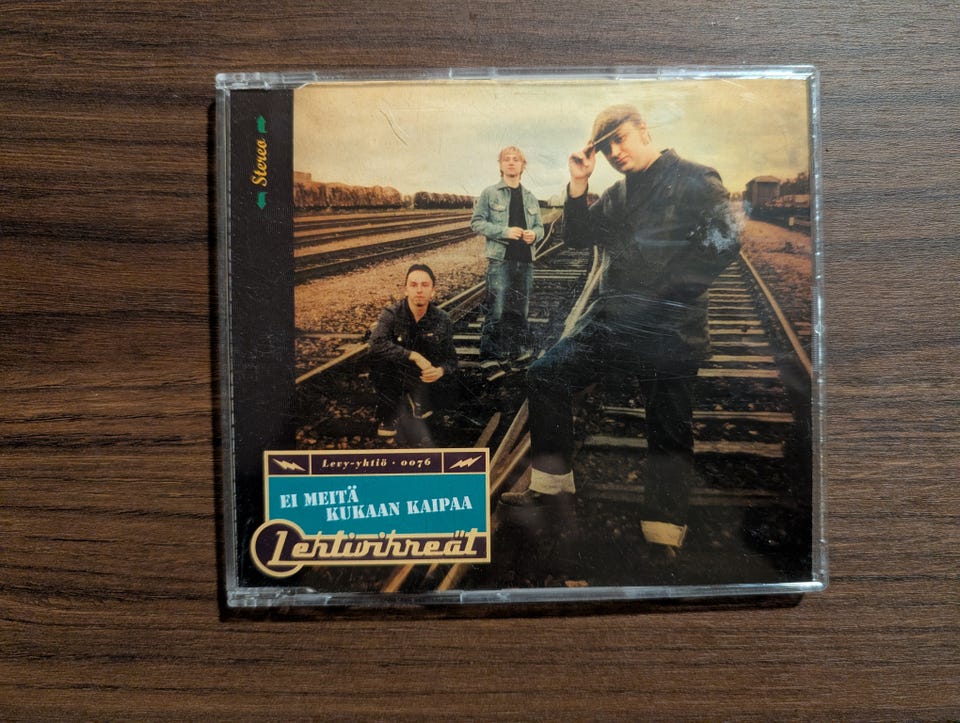 Stereo
Levy-yhtiö · 0076
EI MEITÄ
KUKAAN KAIPAA
Lehtivihreät